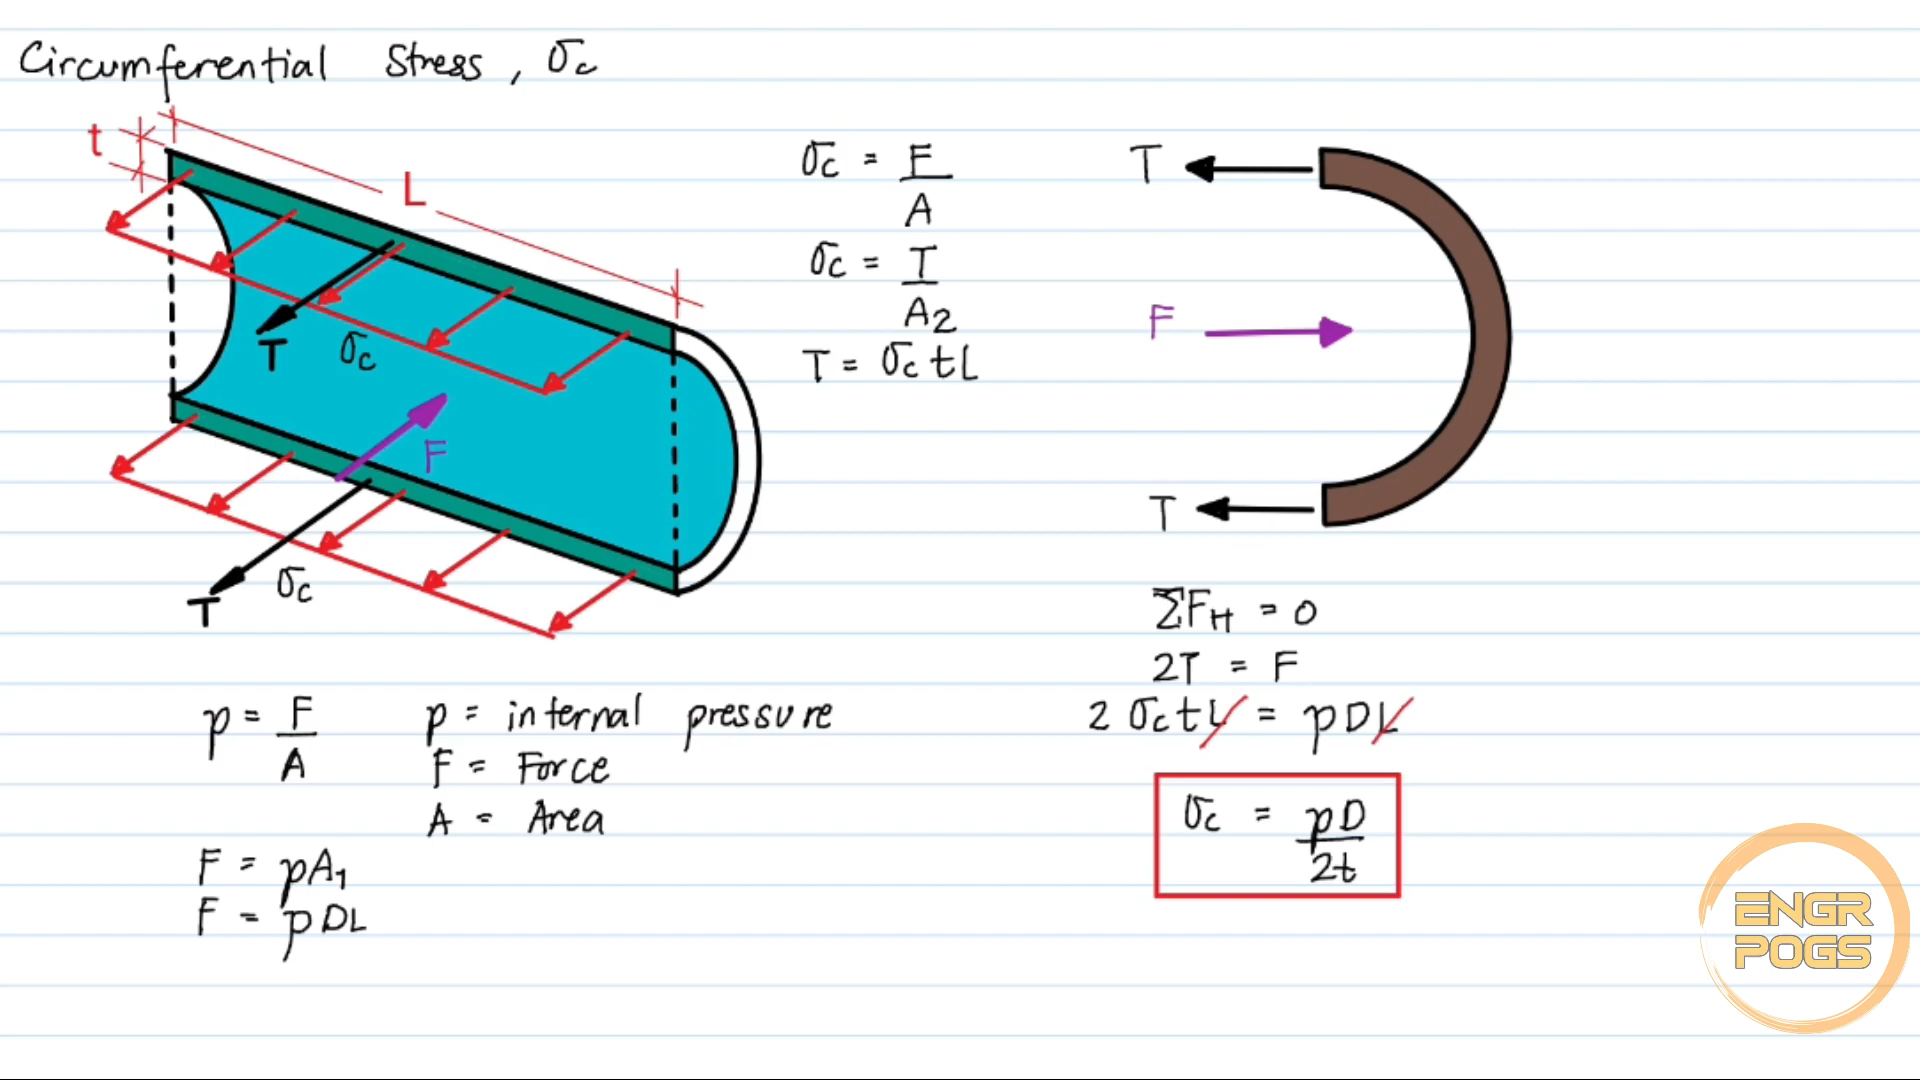 Circumferential Stress, σc
t
L
T
σc
F
T
σc
σc = F/A
σc = T/A2
T = σc t L
T
F
T
p = F/A
p = internal pressure
F = Force
A = Area
F = pA1
F = pDL
ΣFH = 0
2T = F
2 σc t L = pDL
σc = pD/2t
ENGR
POGS